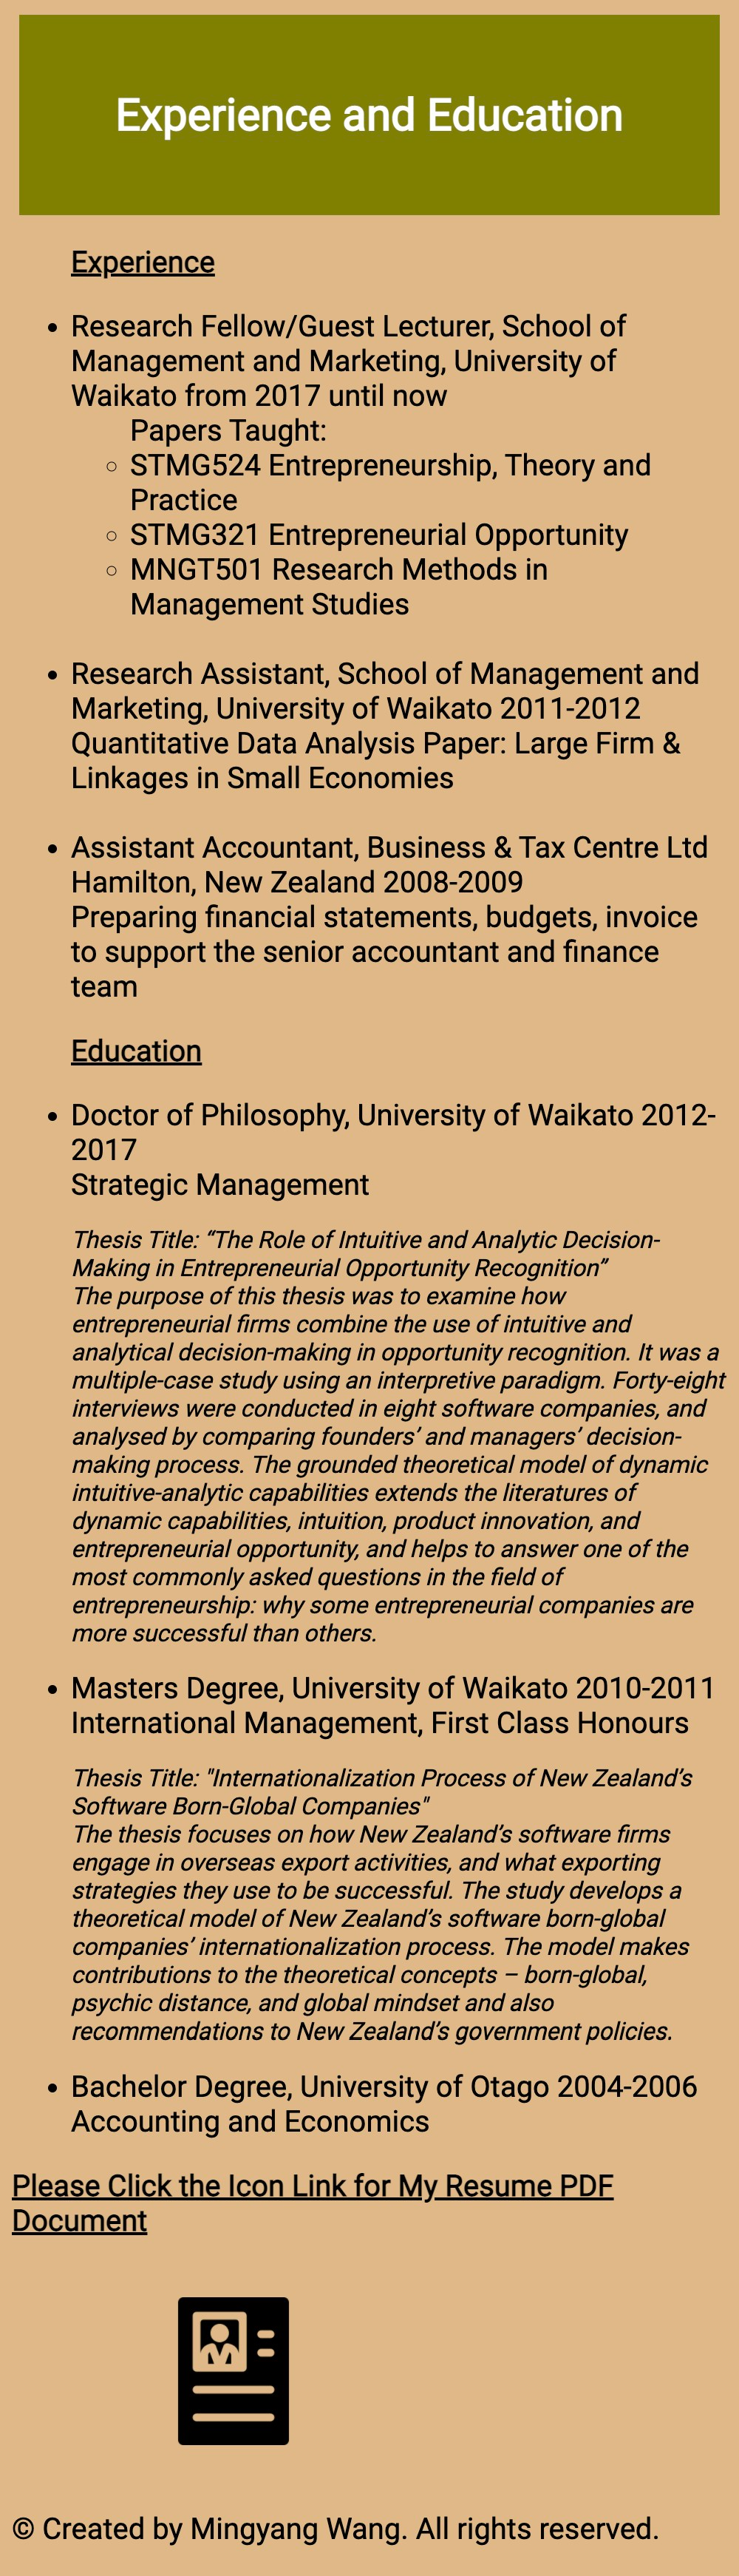 Experience and Education
Experience
Research Fellow/Guest Lecturer, School of
Management and Marketing, University of
Waikato from 2017 until now
Papers Taught:
STMG524 Entrepreneurship, Theory and
Practice
STMG321 Entrepreneurial Opportunity
MNGT501 Research Methods in
Management Studies
Research Assistant, School of Management and
Marketing, University of Waikato 2011-2012
Quantitative Data Analysis Paper: Large Firm &
Linkages in Small Economies
Assistant Accountant, Business & Tax Centre Ltd
Hamilton, New Zealand 2008-2009
Preparing financial statements, budgets, invoice
to support the senior accountant and finance
team
Education
Doctor of Philosophy, University of Waikato 2012-
2017
Strategic Management
Thesis Title: “The Role of Intuitive and Analytic Decision-
Making in Entrepreneurial Opportunity Recognition”
The purpose of this thesis was to examine how
entrepreneurial firms combine the use of intuitive and
analytical decision-making in opportunity recognition. It was a
multiple-case study using an interpretive paradigm. Forty-eight
interviews were conducted in eight software companies, and
analysed by comparing founders’ and managers’ decision-
making process. The grounded theoretical model of dynamic
intuitive-analytic capabilities extends the literatures of
dynamic capabilities, intuition, product innovation, and
entrepreneurial opportunity, and helps to answer one of the
most commonly asked questions in the field of
entrepreneurship: why some entrepreneurial companies are
more successful than others.
Masters Degree, University of Waikato 2010-2011
International Management, First Class Honours
Thesis Title: "Internationalization Process of New Zealand’s
Software Born-Global Companies"
The thesis focuses on how New Zealand’s software firms
engage in overseas export activities, and what exporting
strategies they use to be successful. The study develops a
theoretical model of New Zealand’s software born-global
companies’ internationalization process. The model makes
contributions to the theoretical concepts – born-global,
psychic distance, and global mindset and also
recommendations to New Zealand’s government policies.
Bachelor Degree, University of Otago 2004-2006
Accounting and Economics
Please Click the Icon Link for My Resume PDF
Document
© Created by Mingyang Wang. All rights reserved.